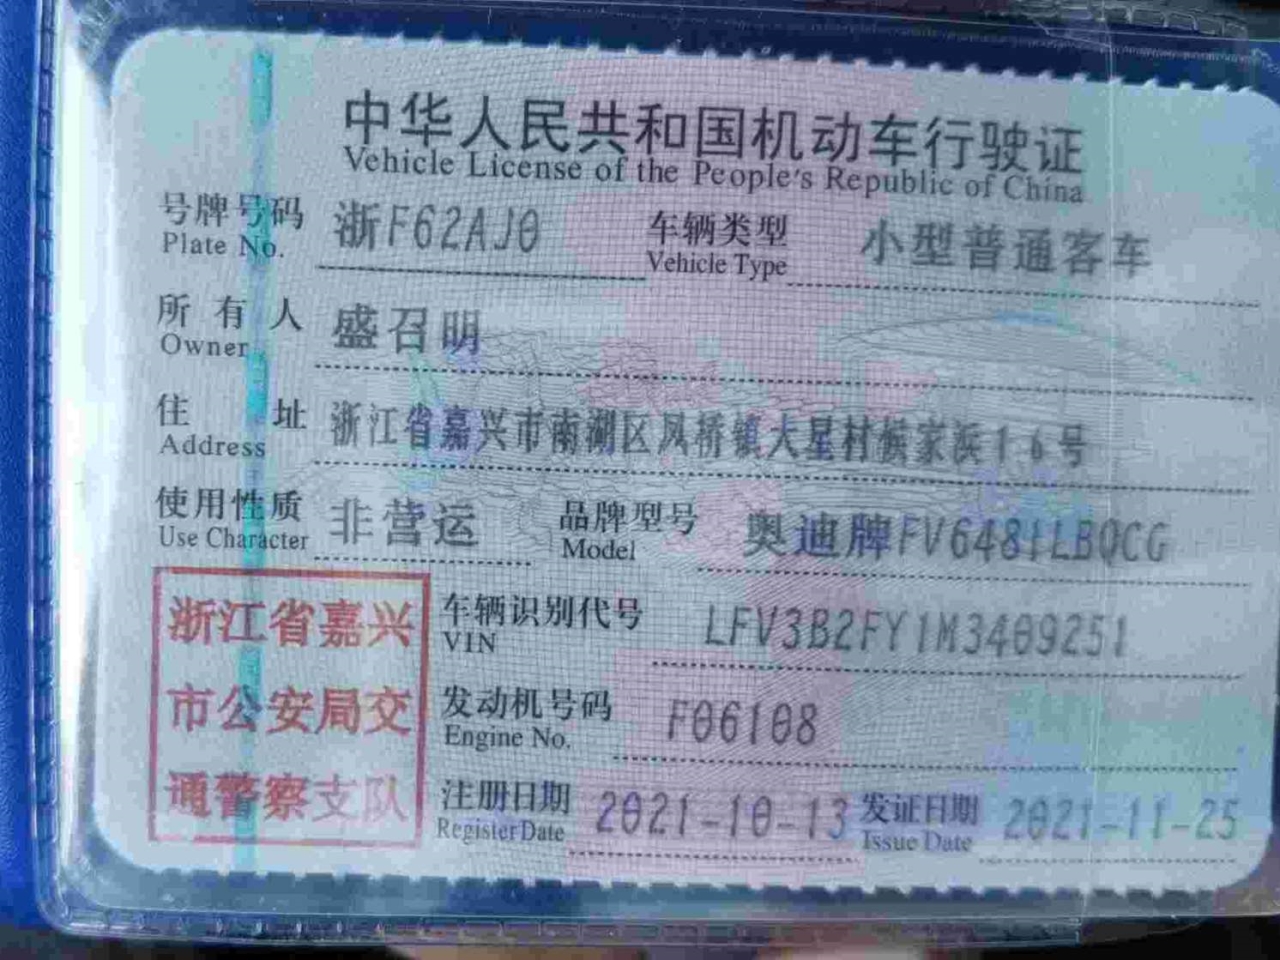 中华人民共和国机动车行驶证
Vehicle License of the People's Republic of China
号牌号码 浙F62AJ0 车辆类型 小型普通客车
Plate No. Vehicle Type
所有人 盛召明
Owner
住址 浙江省嘉兴市南湖区凤桥镇大星村候家浜16号
Address
使用性质 非营运 品牌型号 奥迪牌FV6481LBQCG
Use Character Model
浙江省嘉兴
市公安局交
通警察支队
车辆识别代号 LFV3B2FY1M3409251
VIN
发动机号码 F06108
Engine No.
注册日期 2021-10-13 发证日期 2021-11-25
Register Date Issue Date